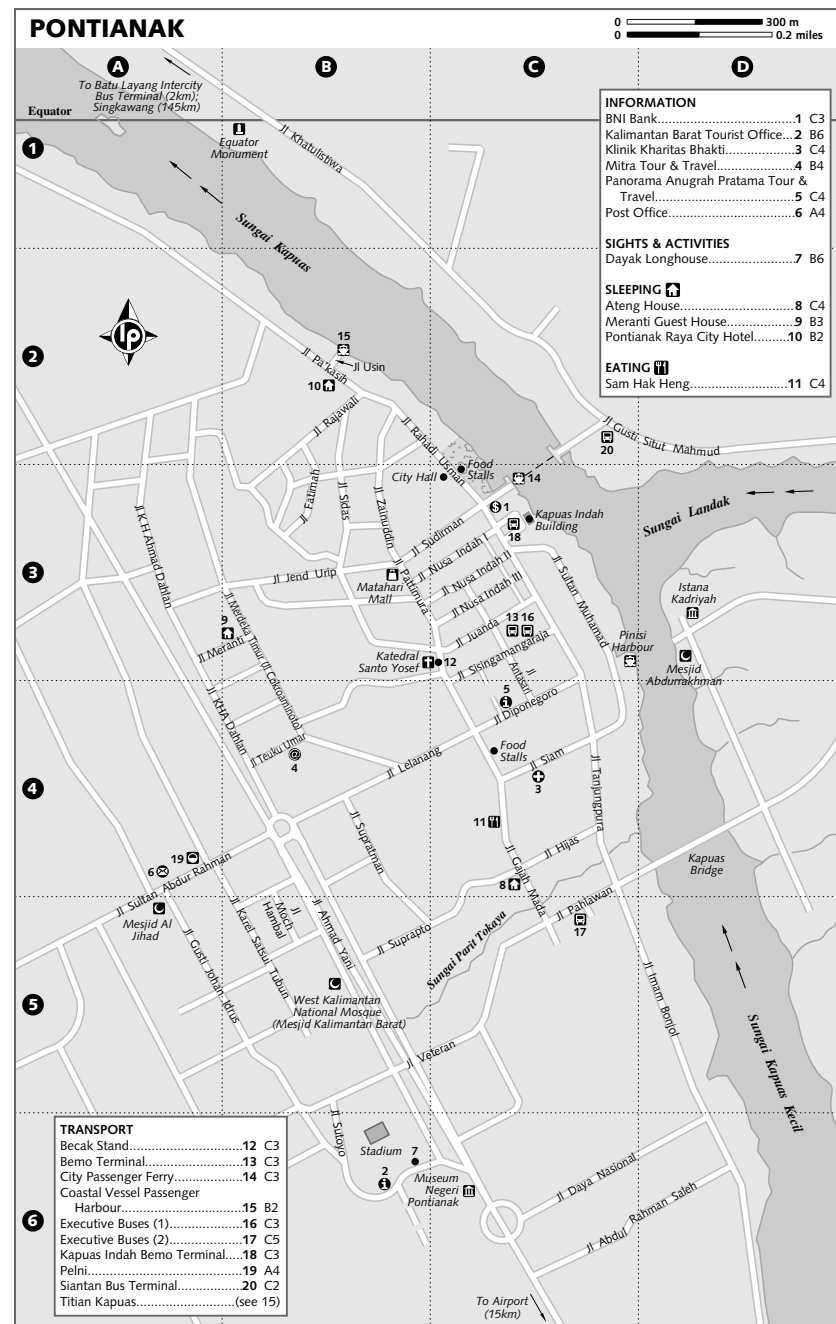 PONTIANAK
0 300 m
0 0.2 miles
A B C D
To Batu Layang Intercity
Bus Terminal (2km);
Singkawang (145km)
Equator
1
Equator
Monument
Jl Khatulistiwa
Sungai Kapuas
INFORMATION
BNI Bank 1 C3
Kalimantan Barat Tourist Office 2 B6
Klinik Kharitas Bhakti 3 C4
Mitra Tour & Travel 4 B4
Panorama Anugrah Pratama Tour &
Travel 5 C4
Post Office 6 A4
SIGHTS & ACTIVITIES
Dayak Longhouse 7 B6
SLEEPING
Ateng House 8 C4
Meranti Guest House 9 B3
Pontianak Raya City Hotel 10 B2
EATING
Sam Hak Heng 11 C4
lp
2
15
Jl Usin
Jl Pa'kasih
10
Jl Rajawali
Jl Rahadi Usman
Jl Gusti Situt Mahmud
20
Food
Stalls
City Hall
14
Jl Fatimah
Jl Sidas
Jl Zainuddin
$ 1
Kapuas Indah
Building
18
Sungai Landak
Jl K.H Ahmad Dahlan
Jl Sudirman
Jl Nusa Indah I
Jl Nusa Indah II
Jl Nusa Indah III
3
Jl Jend Urip
Matahari
Mall
Jl Pattimura
Jl Sultan Muhamad
Istana
Kadriyah
Jl Merdeka Timur (Jl Cokroaminoto)
9
Jl Meranti
13 16
Jl Juanda
Jl Sisingamangaraja
Katedral
Santo Yosef
12
Jl
Antasari
Pinisi
Harbour
Mesjid
Abdurrakhman
Jl KHA Dahlan
5
Jl Diponegoro
Jl Teuku Umar
@
4
Jl Lelanang
Food
Stalls
Jl Siam
3
4
Jl Tanjungpura
11
Jl Supratman
Jl Gajah Mada
Jl Hijas
Kapuas
Bridge
6
19
Jl Sultan Abdur Rahman
8
Jl Pahlawan
17
Mesjid Al
Jihad
Jl
Moch
Hambal
Jl Karel Satsui Tubun
Jl Ahmad Yani
Jl Suprapto
Sungai Parit Tokaya
Jl Gusti Johan Idrus
5
West Kalimantan
National Mosque
(Mesjid Kalimantan Barat)
Jl Imam Bonjol
Sungai Kapuas Kecil
Jl Veteran
Jl Sutoyo
Stadium
7
2
Museum
Negeri
Pontianak
Jl Daya Nasional
Jl Abdul Rahman Saleh
6
To Airport
(15km)
TRANSPORT
Becak Stand 12 C3
Bemo Terminal 13 C3
City Passenger Ferry 14 C3
Coastal Vessel Passenger
Harbour 15 B2
Executive Buses (1) 16 C3
Executive Buses (2) 17 C5
Kapuas Indah Bemo Terminal 18 C3
Pelni 19 A4
Siantan Bus Terminal 20 C2
Titian Kapuas (see 15)